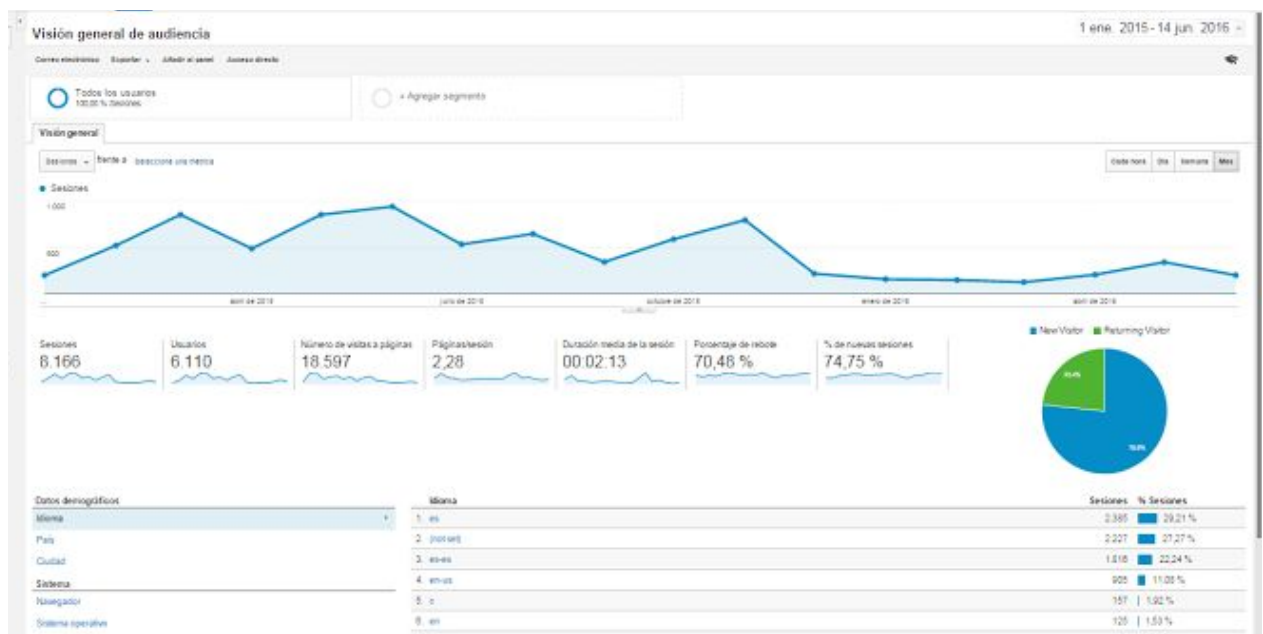 Visión general de audiencia
1 ene. 2015-14 jun. 2016
Correo electrónico Exportar Añadir al panel Acceso directo
Todos los usuarios
100,00 % Sesiones
+ Agregar segmento
Visión general
Sesiones frente a Seleccione una métrica
Cada hora Día Semana Mes
Sesiones
1.000
500
... abril de 2015 julio de 2015 octubre de 2015 enero de 2016 abril de 2016
New Visitor Returning Visitor
Sesiones
8.166
Usuarios
6.110
Número de visitas a páginas
18.597
Páginas/sesión
2,28
Duración media de la sesión
00:02:13
Porcentaje de rebote
70,48 %
% de nuevas sesiones
74,75 %
Datos demográficos
Idioma
País
Ciudad
Sistema
Navegador
Sistema operativo
Idioma Sesiones % Sesiones
1. es 2.385 29,21 %
2. (not set) 2.227 27,27 %
3. es-es 1.816 22,24 %
4. en-us 905 11,08 %
5. c 157 1,92 %
6. en 125 1,53 %